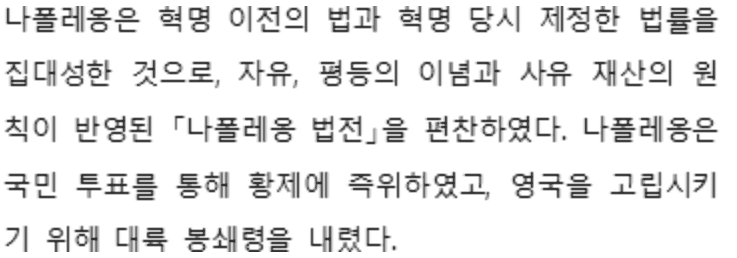 나폴레옹은 혁명 이전의 법과 혁명 당시 제정한 법률을
집대성한 것으로, 자유, 평등의 이념과 사유 재산의 원
칙이 반영된 「나폴레옹 법전」을 편찬하였다. 나폴레옹은
국민 투표를 통해 황제에 즉위하였고, 영국을 고립시키
기 위해 대륙 봉쇄령을 내렸다.